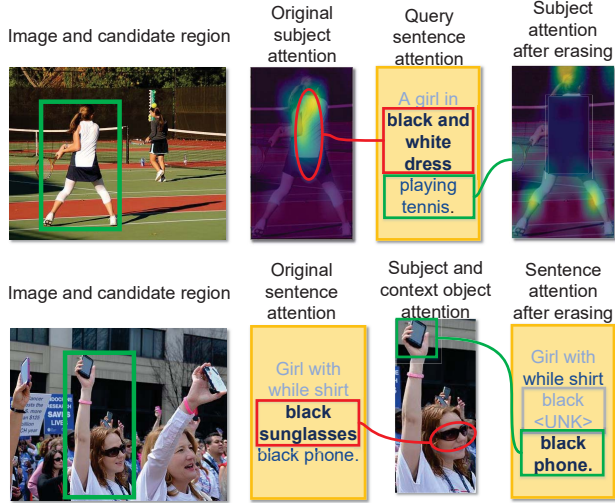 Image and candidate region
Original
subject
attention
Query
sentence
attention
Subject
attention
after erasing
A girl in
black and
white
dress
playing
tennis.
Image and candidate region
Original
sentence
attention
Subject and
context object
attention
Sentence
attention
after erasing
SAVES
LIVES
Girl with
while shirt
black
sunglasses
black phone.
Girl with
while shirt
black
<UNK>
black
phone.